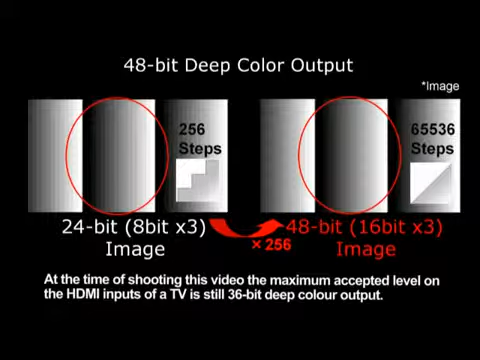 48-bit Deep Color Output
*Image
256
Steps
65536
Steps
24-bit (8bit x3)
Image
× 256
48-bit (16bit x3)
Image
At the time of shooting this video the maximum accepted level on
the HDMI inputs of a TV is still 36-bit deep colour output.